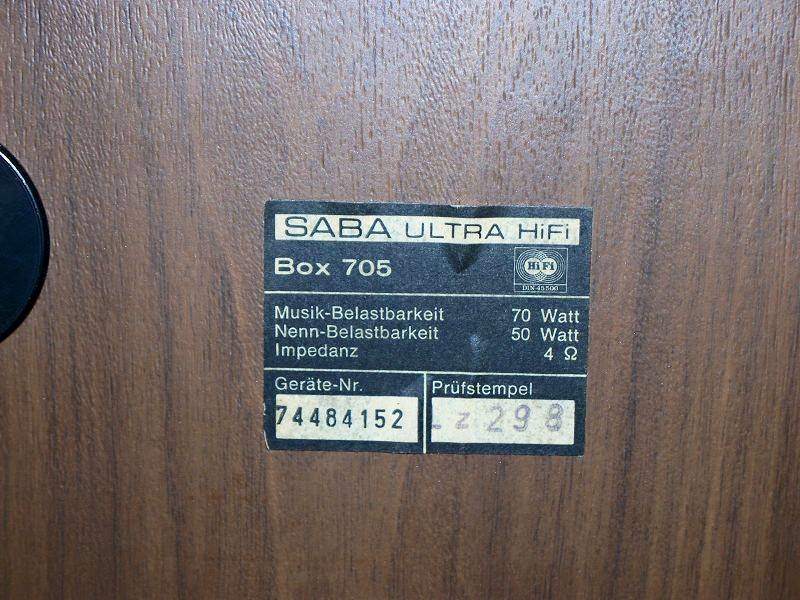 SABA ULTRA HiFi
Box 705
HiFi
DIN 45500
Musik-Belastbarkeit 70 Watt
Nenn-Belastbarkeit 50 Watt
Impedanz 4 Ω
Geräte-Nr. Prüfstempel
74484152 z 298